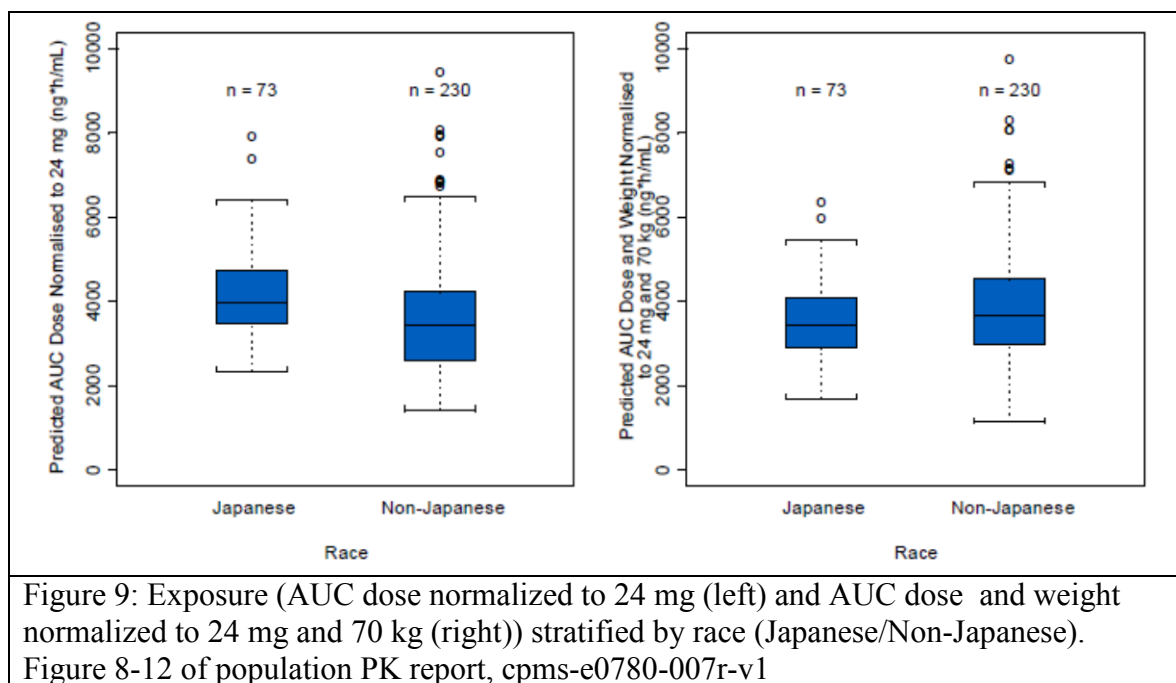 Predicted AUC Dose Normalised to 24 mg (ng*h/mL)
10000
8000
6000
4000
2000
0
n = 73
n = 230
Japanese
Non-Japanese
Race
Predicted AUC Dose and Weight Normalised
to 24 mg and 70 kg (ng*h/mL)
10000
8000
6000
4000
2000
0
n = 73
n = 230
Japanese
Non-Japanese
Race
Figure 9: Exposure (AUC dose normalized to 24 mg (left) and AUC dose and weight
normalized to 24 mg and 70 kg (right)) stratified by race (Japanese/Non-Japanese).
Figure 8-12 of population PK report, cpms-e0780-007r-v1